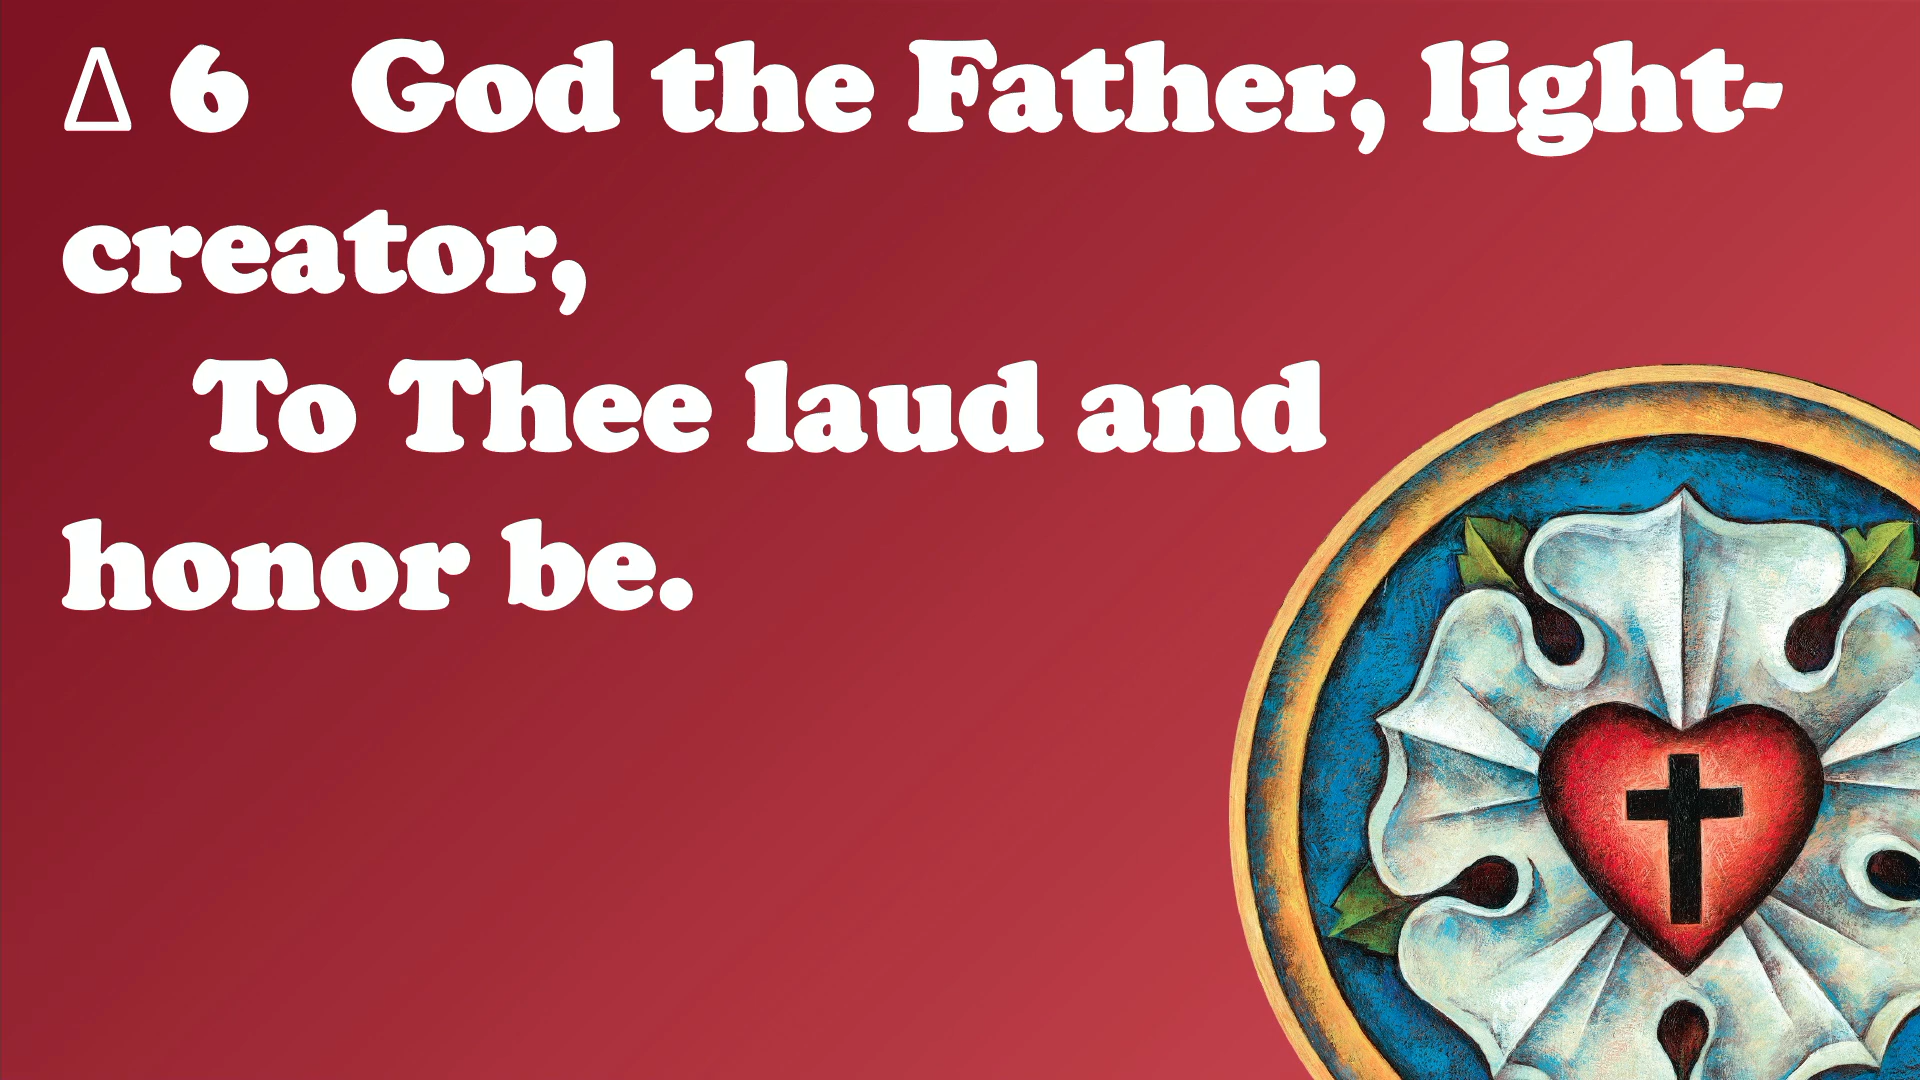 Δ 6 God the Father, light-
creator,
To Thee laud and
honor be.